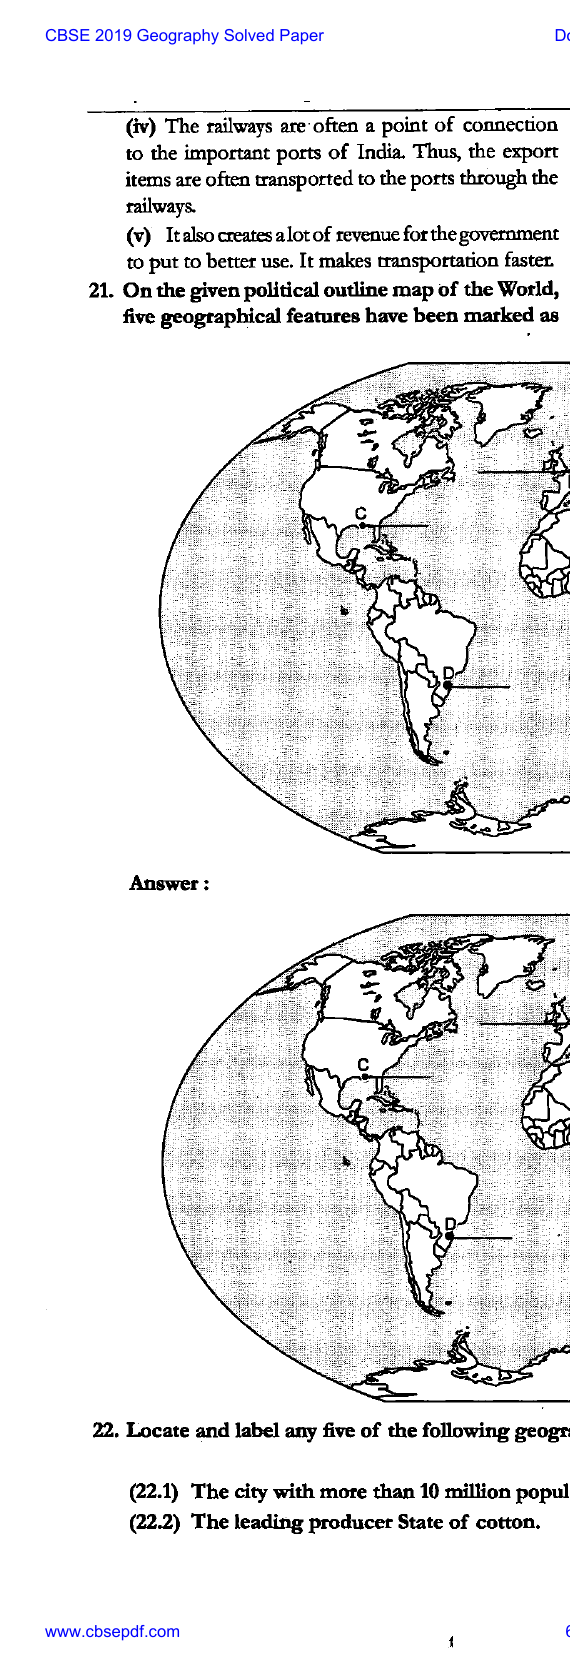 CBSE 2019 Geography Solved Paper
(iv) The railways are often a point of connection
to the important ports of India. Thus, the export
items are often transported to the ports through the
railways.
(v) It also creates a lot of revenue for the government
to put to better use. It makes transportation faster.
21. On the given political outline map of the World,
five geographical features have been marked as
C
D
Answer :
C
D
22. Locate and label any five of the following geogr
(22.1) The city with more than 10 million popul
(22.2) The leading producer State of cotton.
www.cbsepdf.com